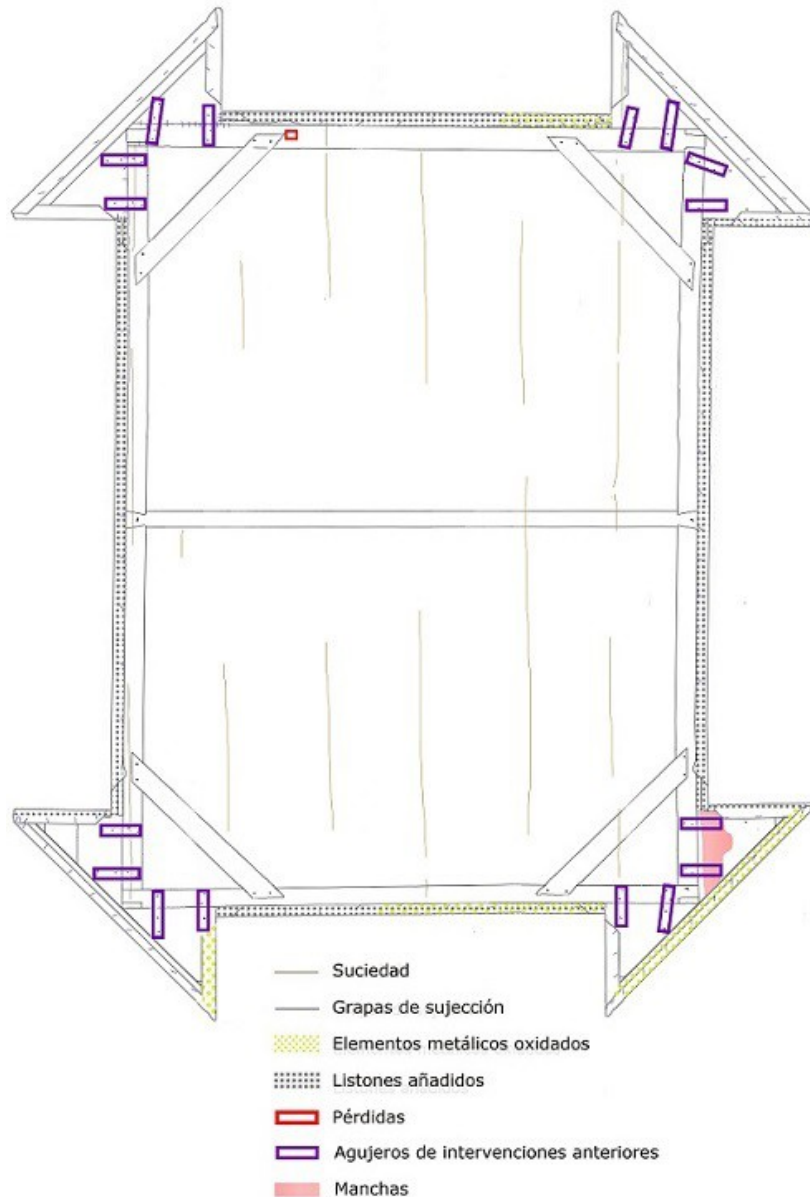 Suciedad
Grapas de sujección
Elementos metálicos oxidados
Listones añadidos
Pérdidas
Agujeros de intervenciones anteriores
Manchas